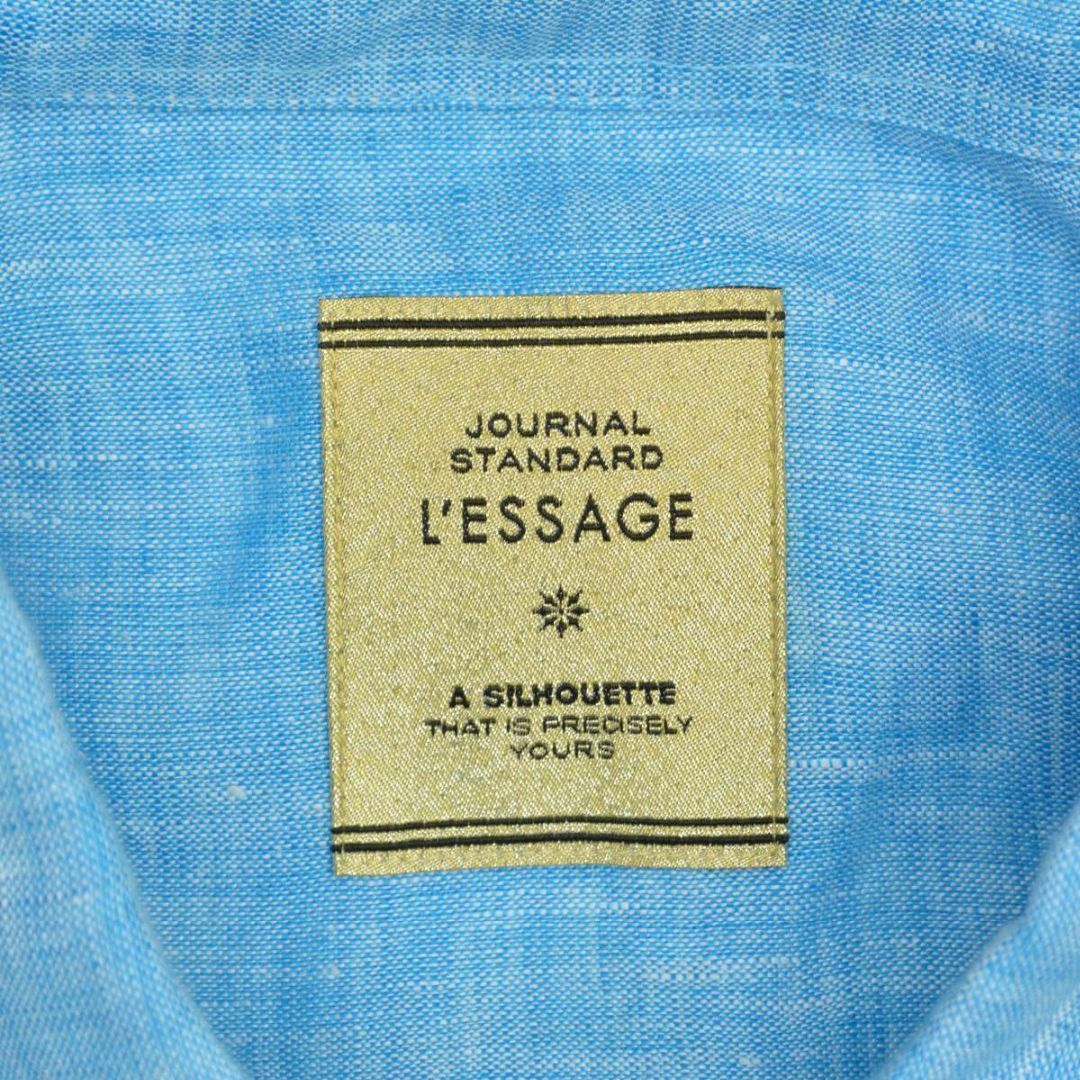 JOURNAL
STANDARD
L'ESSAGE
A SILHOUETTE
THAT IS PRECISELY
YOURS